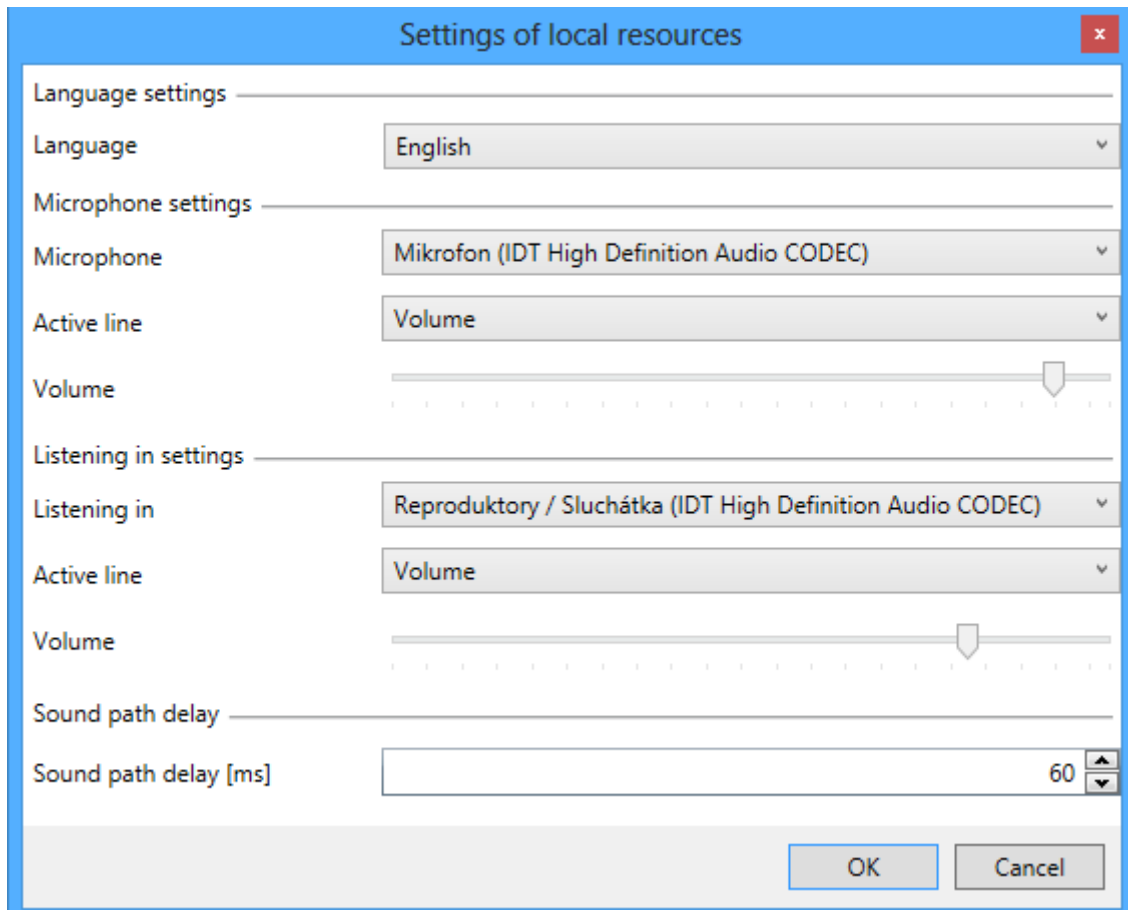 Settings of local resources
x
Language settings
Language English
Microphone settings
Microphone Mikrofon (IDT High Definition Audio CODEC)
Active line Volume
Volume
Listening in settings
Listening in Reproduktory / Sluchátka (IDT High Definition Audio CODEC)
Active line Volume
Volume
Sound path delay
Sound path delay [ms] 60
OK Cancel